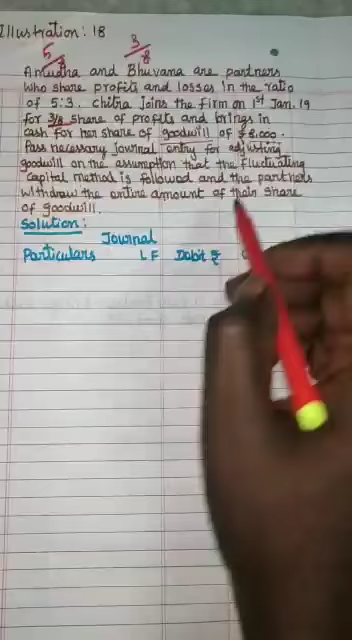 Illustration: 18
5/8 3/8
Anudha and Bhuvana are partners
who share profits and losses in the ratio
of 5:3. Chitra joins the firm on 1st Jan. 19
for 3/8 share of profits and brings in
cash for her share of goodwill of ₹ 8,000.
Pass necessary journal entry for adjusting
goodwill on the assumption that the fluctuating
capital method is followed and the partners
withdraw the entire amount of their share
of goodwill.
Solution:
Journal
Particulars LF Debit ₹